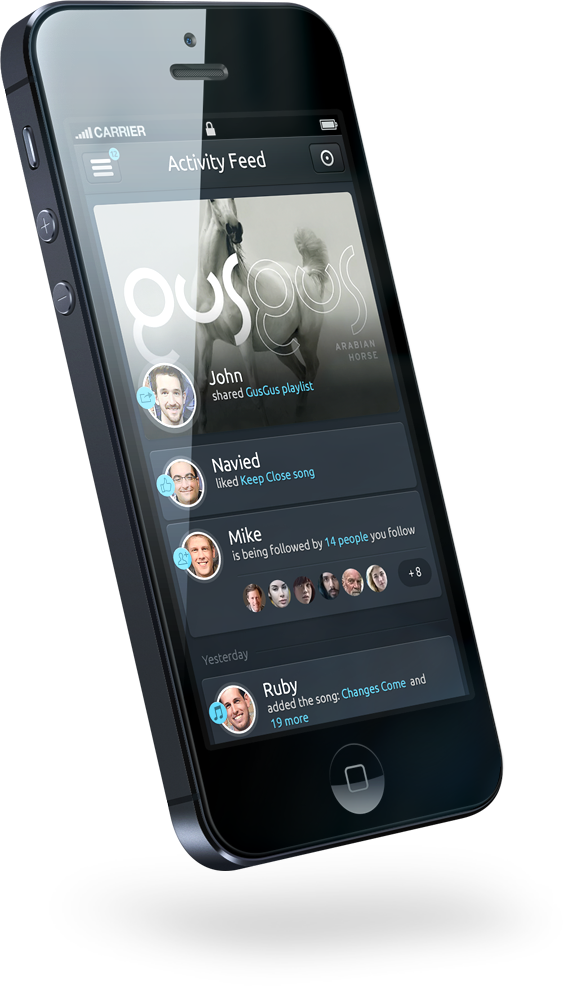 CARRIER
Activity Feed
gusgus
ARABIAN
HORSE
John
shared GusGus playlist
Navied
liked Keep Close song
Mike
is being followed by 14 people you follow
+8
Yesterday
Ruby
added the song: Changes Come and
19 more